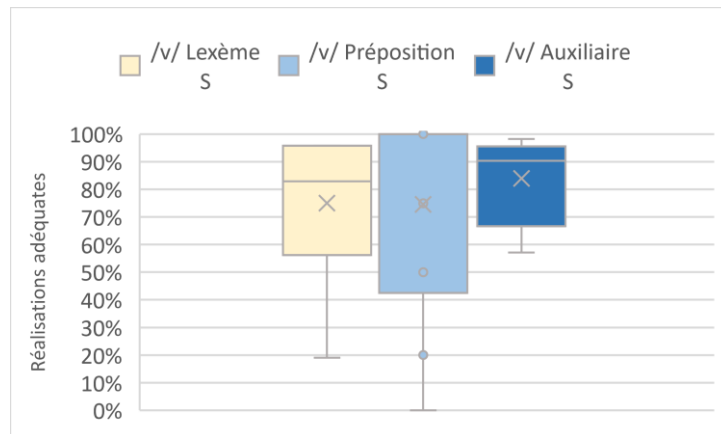 /v/ Lexème S
/v/ Préposition S
/v/ Auxiliaire S
Réalisations adéquates
100%
90%
80%
70%
60%
50%
40%
30%
20%
10%
0%